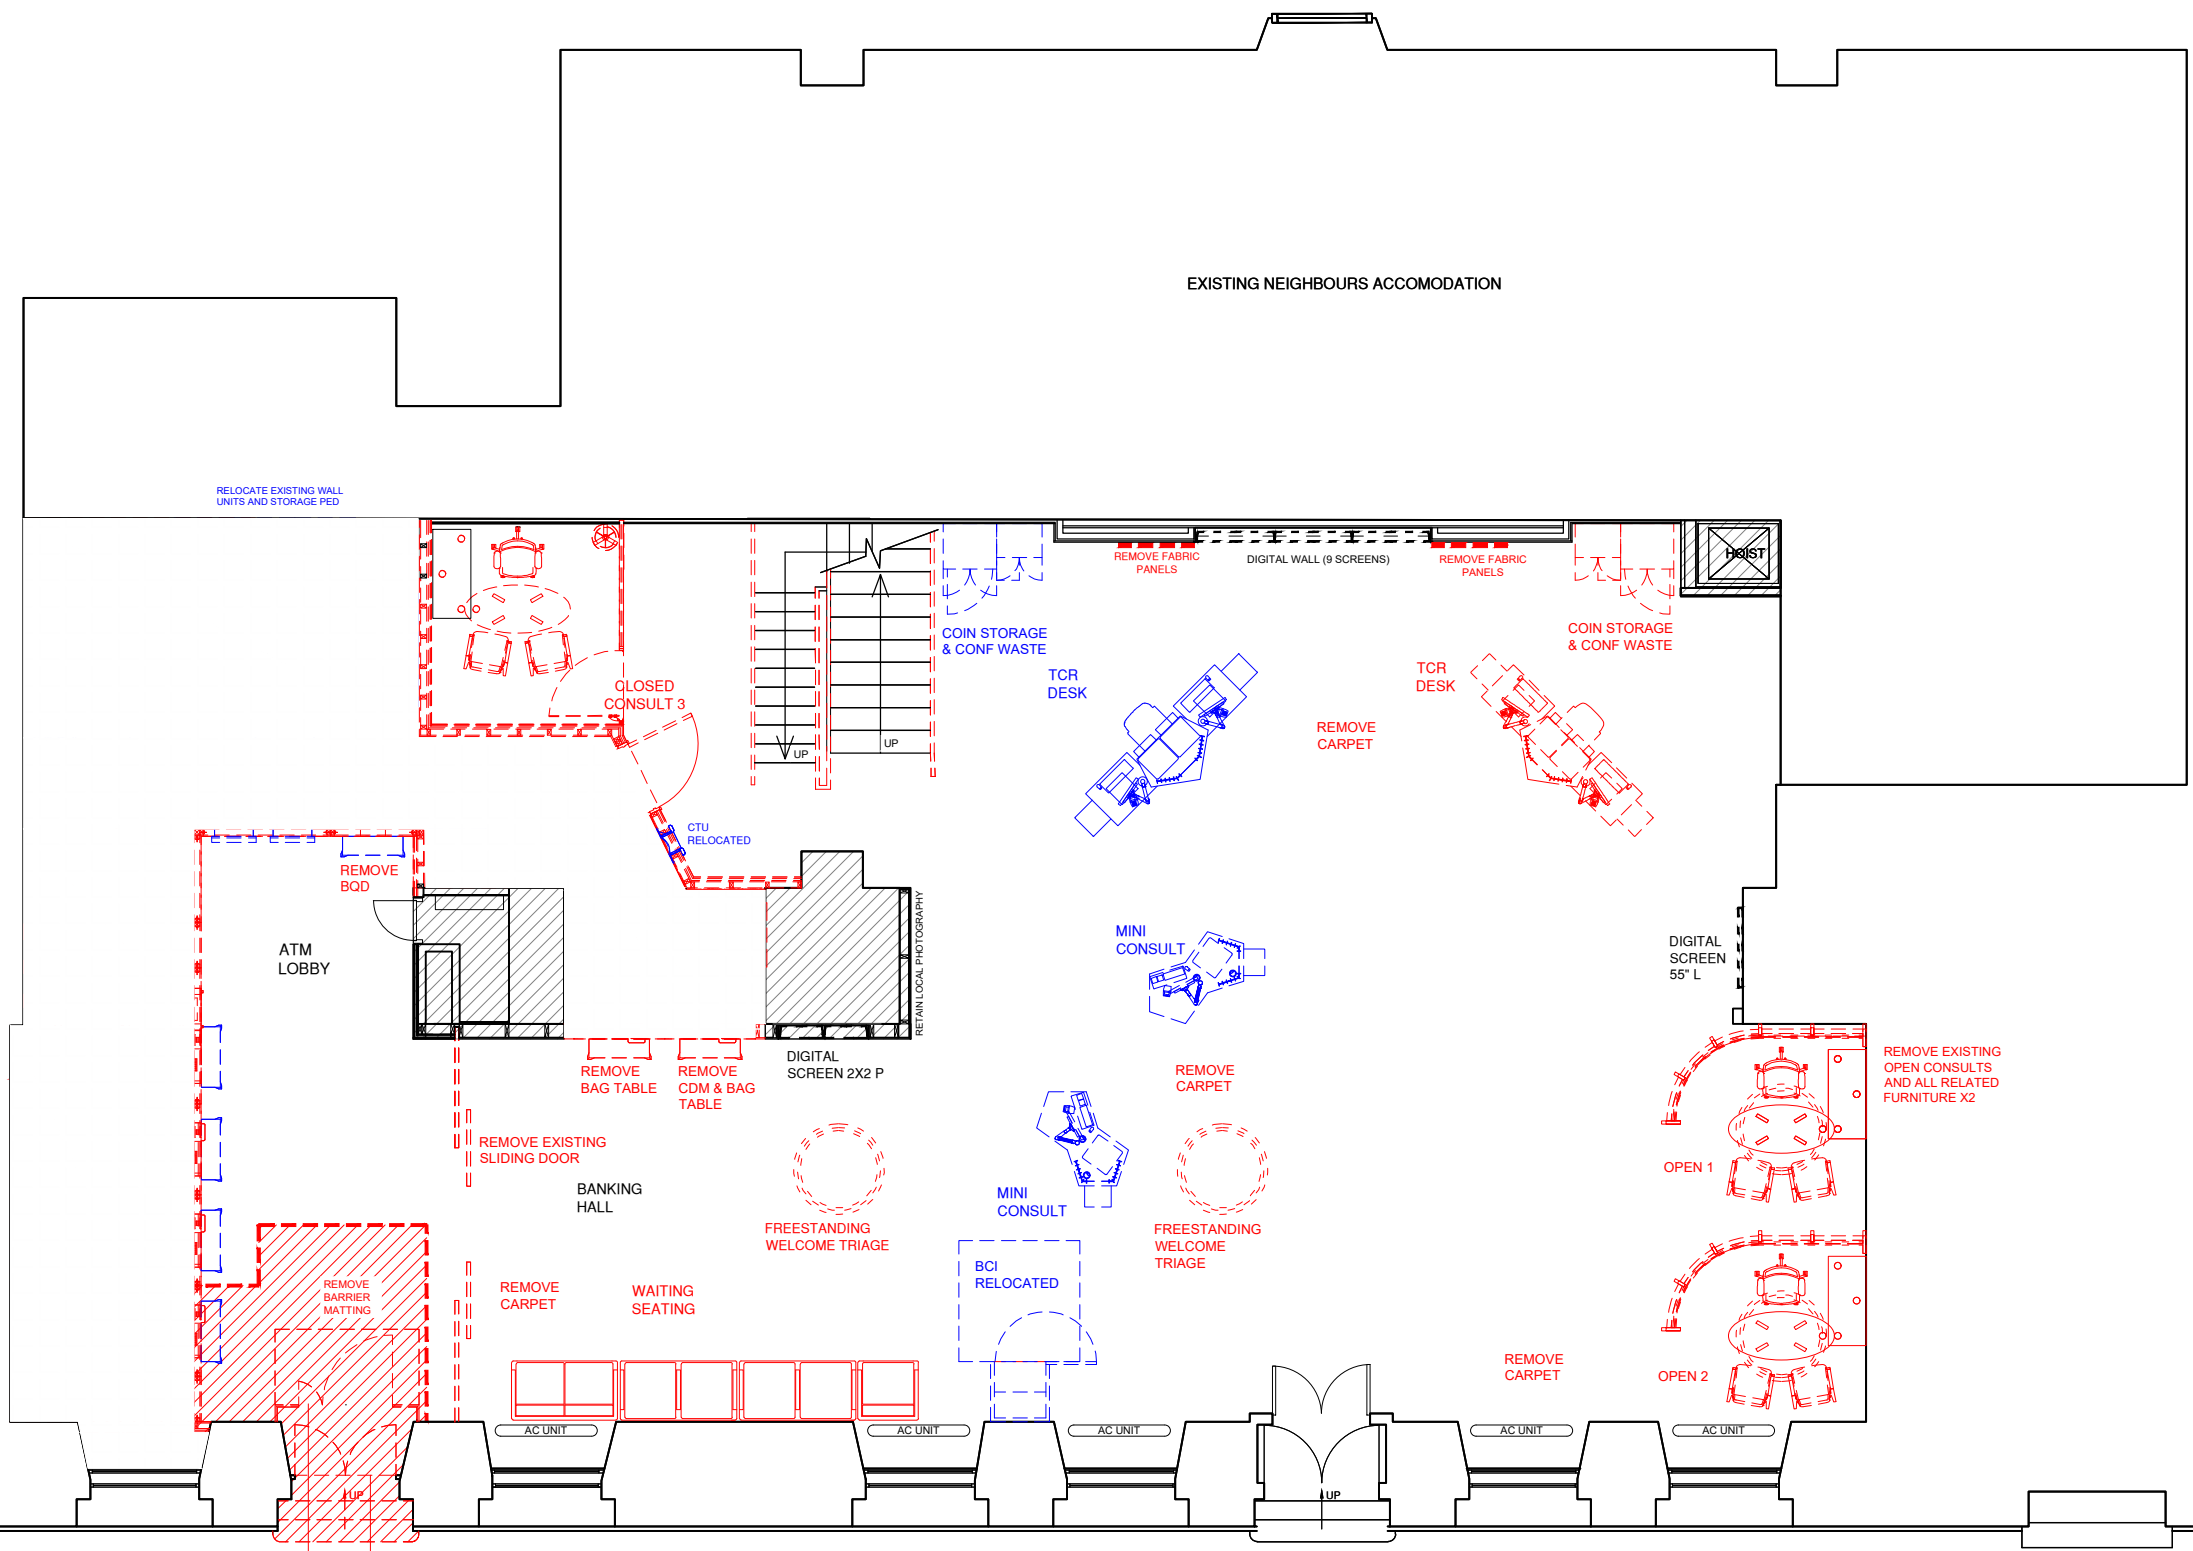 EXISTING NEIGHBOURS ACCOMODATION
RELOCATE EXISTING WALL
UNITS AND STORAGE PED
REMOVE FABRIC
PANELS
DIGITAL WALL (9 SCREENS)
REMOVE FABRIC
PANELS
HOIST
COIN STORAGE
& CONF WASTE
COIN STORAGE
& CONF WASTE
CLOSED
CONSULT 3
TCR
DESK
TCR
DESK
REMOVE
CARPET
UP
UP
CTU
RELOCATED
REMOVE
BQD
RETAIN LOCAL PHOTOGRAPHY
ATM
LOBBY
MINI
CONSULT
DIGITAL
SCREEN
55" L
DIGITAL
SCREEN 2X2 P
REMOVE
BAG TABLE
REMOVE
CDM & BAG
TABLE
REMOVE
CARPET
REMOVE EXISTING
OPEN CONSULTS
AND ALL RELATED
FURNITURE X2
REMOVE EXISTING
SLIDING DOOR
OPEN 1
BANKING
HALL
MINI
CONSULT
FREESTANDING
WELCOME TRIAGE
FREESTANDING
WELCOME
TRIAGE
BCI
RELOCATED
REMOVE
BARRIER
MATTING
REMOVE
CARPET
WAITING
SEATING
REMOVE
CARPET
OPEN 2
AC UNIT
AC UNIT
AC UNIT
AC UNIT
AC UNIT
UP
UP